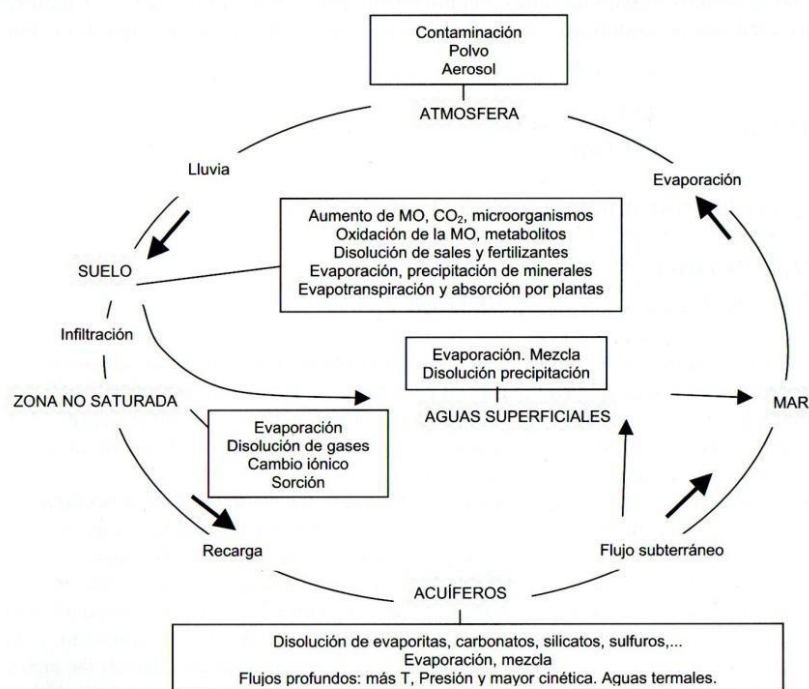 Contaminación
Polvo
Aerosol
ATMOSFERA
Lluvia
Evaporación
Aumento de MO, CO₂, microorganismos
Oxidación de la MO, metabolitos
Disolución de sales y fertilizantes
Evaporación, precipitación de minerales
Evapotranspiración y absorción por plantas
SUELO
Infiltración
Evaporación. Mezcla
Disolución precipitación
ZONA NO SATURADA
AGUAS SUPERFICIALES
MAR
Evaporación
Disolución de gases
Cambio iónico
Sorción
Recarga
Flujo subterráneo
ACUÍFEROS
Disolución de evaporitas, carbonatos, silicatos, sulfuros,...
Evaporación, mezcla
Flujos profundos: más T, Presión y mayor cinética. Aguas termales.